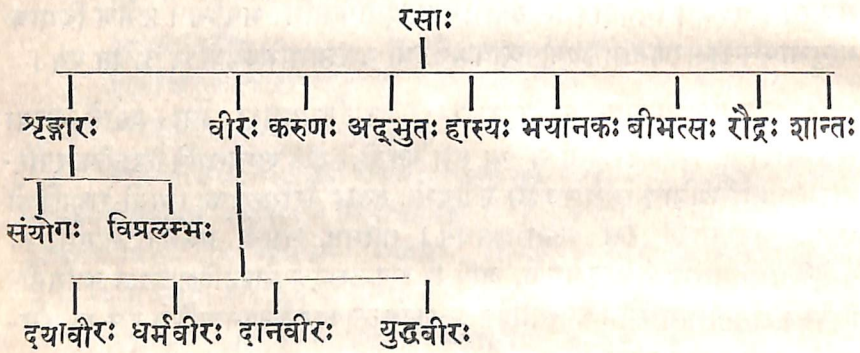 रसाः
शृङ्गारः वीरः करुणः अद्भुतः हास्यः भयानकः बीभत्सः रौद्रः शान्तः
संयोगः विप्रलम्भः
दयावीरः धर्मवीरः दानवीरः युद्धवीरः